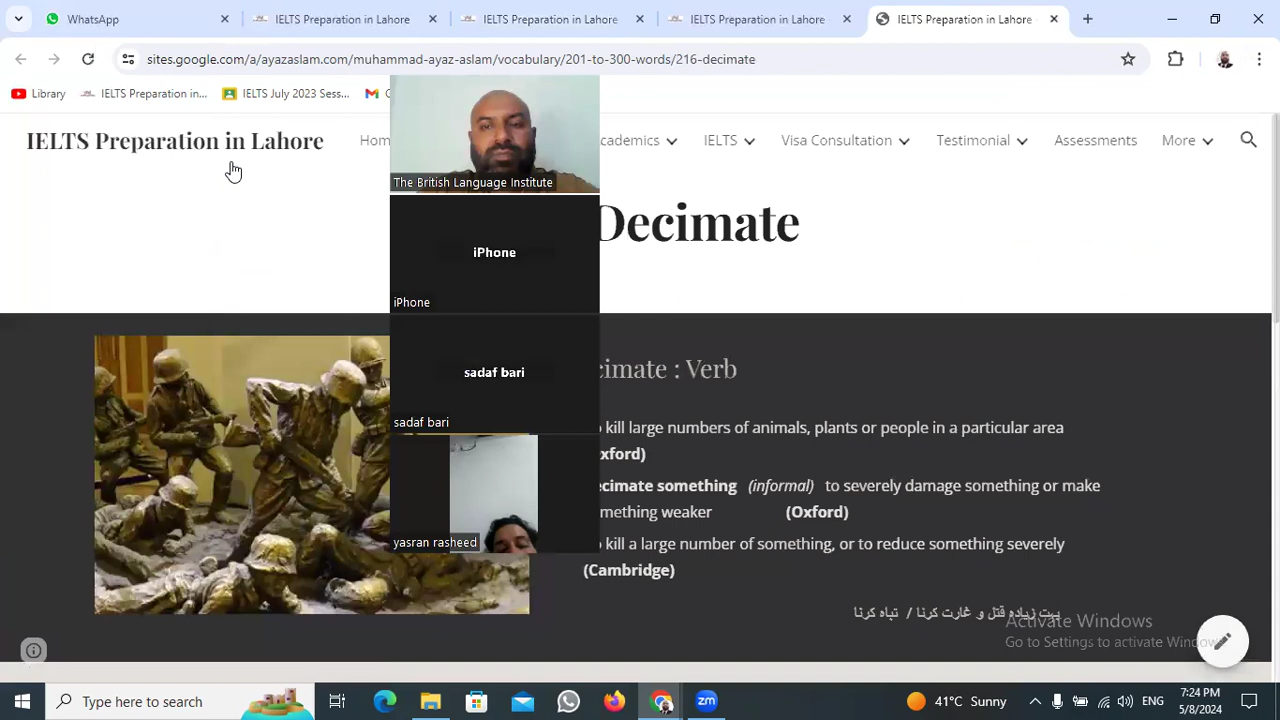 WhatsApp
IELTS Preparation in Lahore
IELTS Preparation in Lahore
IELTS Preparation in Lahore
IELTS Preparation in Lahore
sites.google.com/a/ayazaslam.com/muhammad-ayaz-aslam/vocabulary/201-to-300-words/216-decimate
Library
IELTS Preparation in...
IELTS July 2023 Sess...
IELTS Preparation in Lahore
Hom
cademics
IELTS
Visa Consultation
Testimonial
Assessments
More
The British Language Institute
Decimate
iPhone
iPhone
sadaf bari
sadaf bari
yasran rasheed
cimate : Verb
kill large numbers of animals, plants or people in a particular area
xford)
ecimate something (informal) to severely damage something or make
mething weaker (Oxford)
kill a large number of something, or to reduce something severely
(Cambridge)
بہت زیادہ قتل و غارت کرنا / تباہ کرنا
Activate Windows
Go to Settings to activate Windows
Type here to search
41°C Sunny
ENG
7:24 PM
5/8/2024